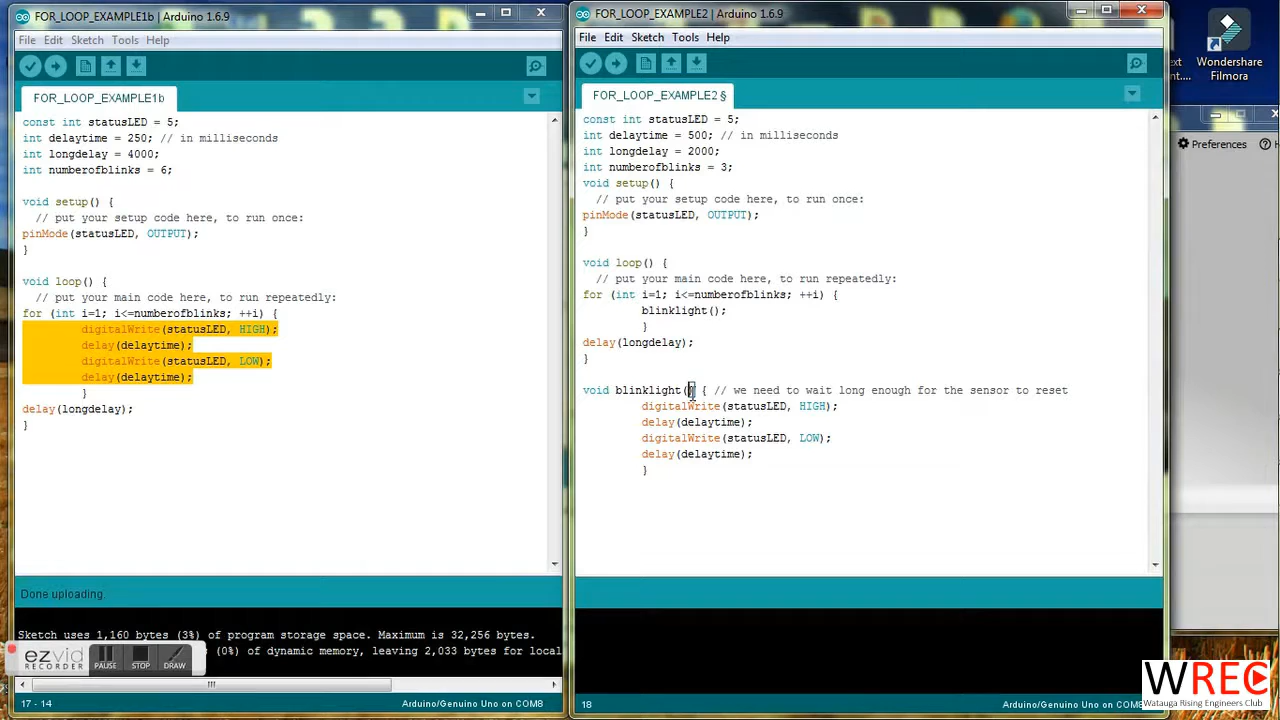 FOR_LOOP_EXAMPLE1b | Arduino 1.6.9
File Edit Sketch Tools Help
FOR_LOOP_EXAMPLE1b
const int statusLED = 5;
int delaytime = 250; // in milliseconds
int longdelay = 4000;
int numberofblinks = 6;
void setup() {
// put your setup code here, to run once:
pinMode(statusLED, OUTPUT);
}
void loop() {
// put your main code here, to run repeatedly:
for (int i=1; i<=numberofblinks; ++i) {
digitalWrite(statusLED, HIGH);
delay(delaytime);
digitalWrite(statusLED, LOW);
delay(delaytime);
}
delay(longdelay);
}
Done uploading.
Sketch uses 1,160 bytes (3%) of program storage space. Maximum is 32,256 bytes.
(0%) of dynamic memory, leaving 2,033 bytes for local
ezvid
RECORDER
PAUSE
STOP
DRAW
17 - 14
Arduino/Genuino Uno on COM8
FOR_LOOP_EXAMPLE2 | Arduino 1.6.9
File Edit Sketch Tools Help
FOR_LOOP_EXAMPLE2 §
const int statusLED = 5;
int delaytime = 500; // in milliseconds
int longdelay = 2000;
int numberofblinks = 3;
void setup() {
// put your setup code here, to run once:
pinMode(statusLED, OUTPUT);
}
void loop() {
// put your main code here, to run repeatedly:
for (int i=1; i<=numberofblinks; ++i) {
blinklight();
}
delay(longdelay);
}
void blinklight() { // we need to wait long enough for the sensor to reset
digitalWrite(statusLED, HIGH);
delay(delaytime);
digitalWrite(statusLED, LOW);
delay(delaytime);
}
18
Arduino/Genuino Uno on COM8
Wondershare
Filmora
Preferences
WREC
Watauga Rising Engineers Club